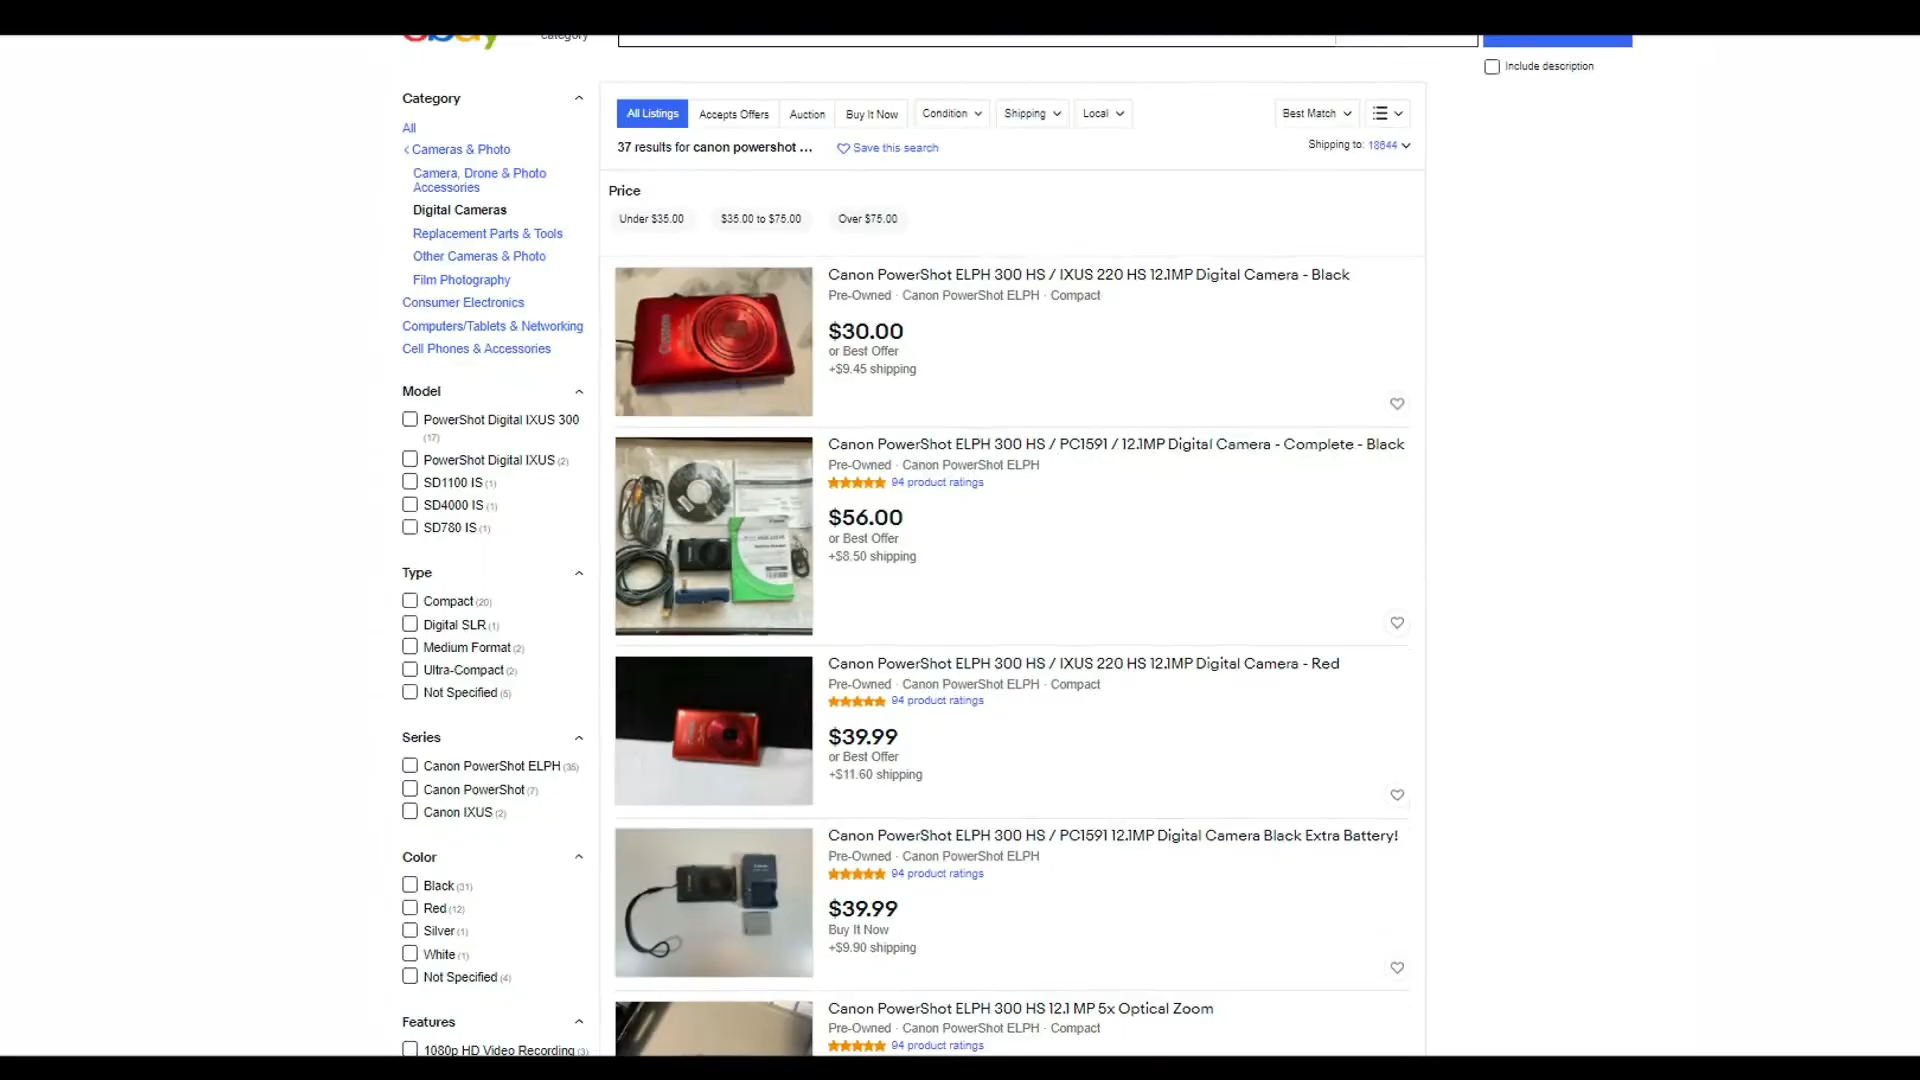 ebay
category
Include description
Category
All
Cameras & Photo
Camera, Drone & Photo
Accessories
Digital Cameras
Replacement Parts & Tools
Other Cameras & Photo
Film Photography
Consumer Electronics
Computers/Tablets & Networking
Cell Phones & Accessories
Model
PowerShot Digital IXUS 300
(17)
PowerShot Digital IXUS (2)
SD1100 IS (1)
SD4000 IS (1)
SD780 IS (1)
Type
Compact (20)
Digital SLR (1)
Medium Format (2)
Ultra-Compact (2)
Not Specified (5)
Series
Canon PowerShot ELPH (35)
Canon PowerShot (7)
Canon IXUS (2)
Color
Black (31)
Red (12)
Silver (1)
White (1)
Not Specified (4)
Features
1080p HD Video Recording (3)
All Listings Accepts Offers Auction Buy It Now Condition Shipping Local Best Match
37 results for canon powershot ... Save this search Shipping to: 18644
Price
Under $35.00 $35.00 to $75.00 Over $75.00
Canon PowerShot ELPH 300 HS / IXUS 220 HS 12.1MP Digital Camera - Black
Pre-Owned · Canon PowerShot ELPH · Compact
$30.00
or Best Offer
+$9.45 shipping
Canon PowerShot ELPH 300 HS / PC1591 / 12.1MP Digital Camera - Complete - Black
Pre-Owned · Canon PowerShot ELPH
94 product ratings
$56.00
or Best Offer
+$8.50 shipping
Canon PowerShot ELPH 300 HS / IXUS 220 HS 12.1MP Digital Camera - Red
Pre-Owned · Canon PowerShot ELPH · Compact
94 product ratings
$39.99
or Best Offer
+$11.60 shipping
Canon PowerShot ELPH 300 HS / PC1591 12.1MP Digital Camera Black Extra Battery!
Pre-Owned · Canon PowerShot ELPH
94 product ratings
$39.99
Buy It Now
+$9.90 shipping
Canon PowerShot ELPH 300 HS 12.1 MP 5x Optical Zoom
Pre-Owned · Canon PowerShot ELPH · Compact
94 product ratings
Canon